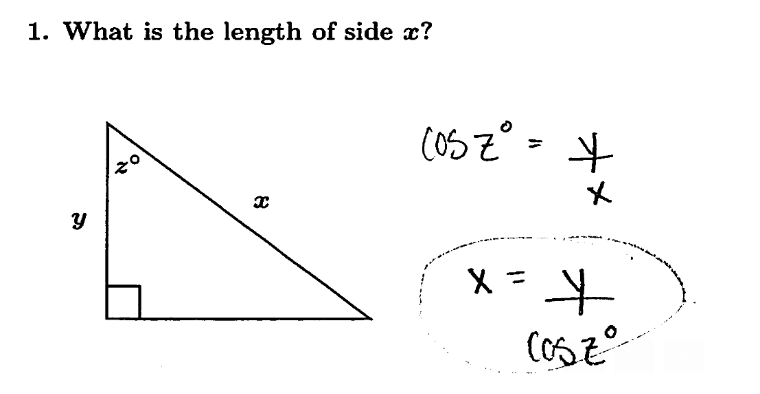 1. What is the length of side x?
z°
y
x
cos z° = y/x
x = y/cos z°